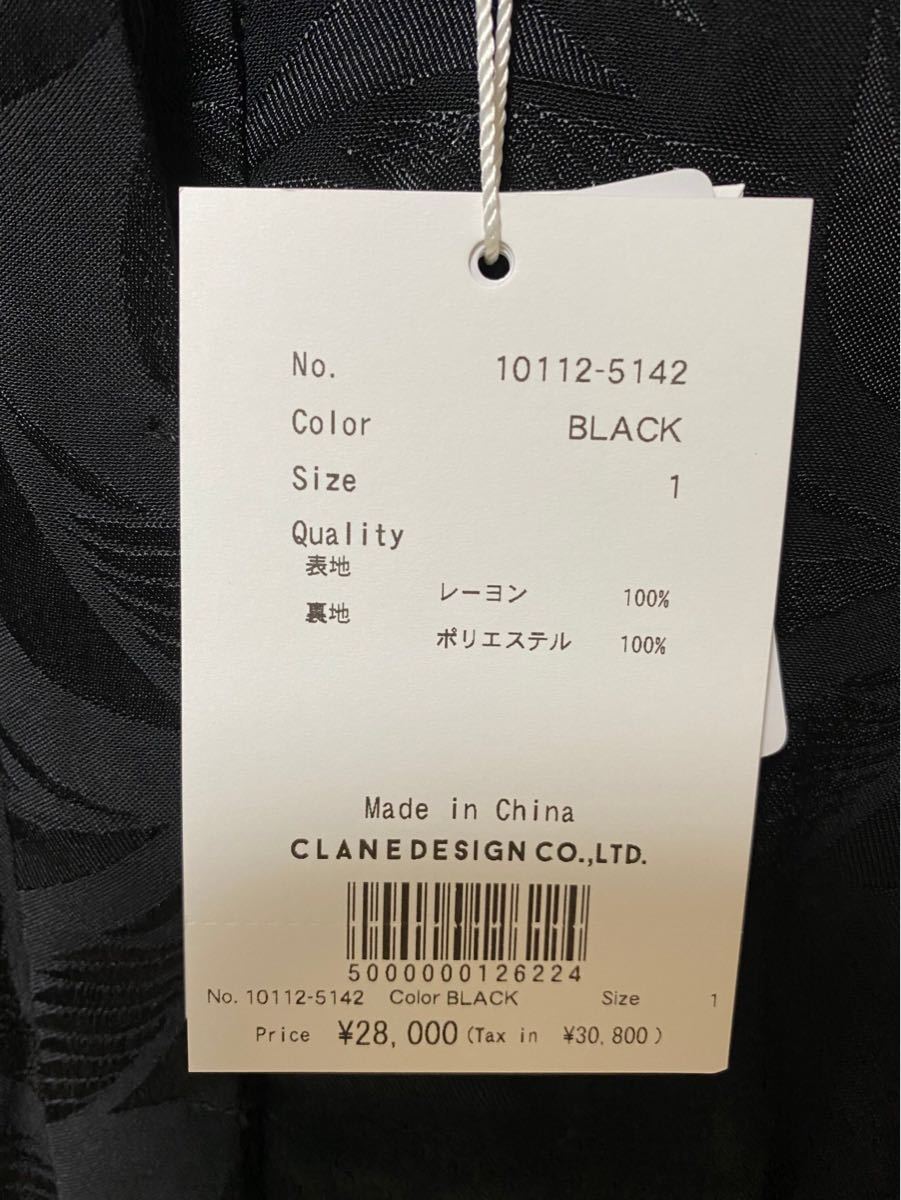 No. 10112-5142
Color BLACK
Size 1
Quality
表地
レーヨン 100%
裏地
ポリエステル 100%
Made in China
CLANE DESIGN CO.,LTD.
5000000126224
No. 10112-5142 Color BLACK Size 1
Price ¥28,000 (Tax in ¥30,800)